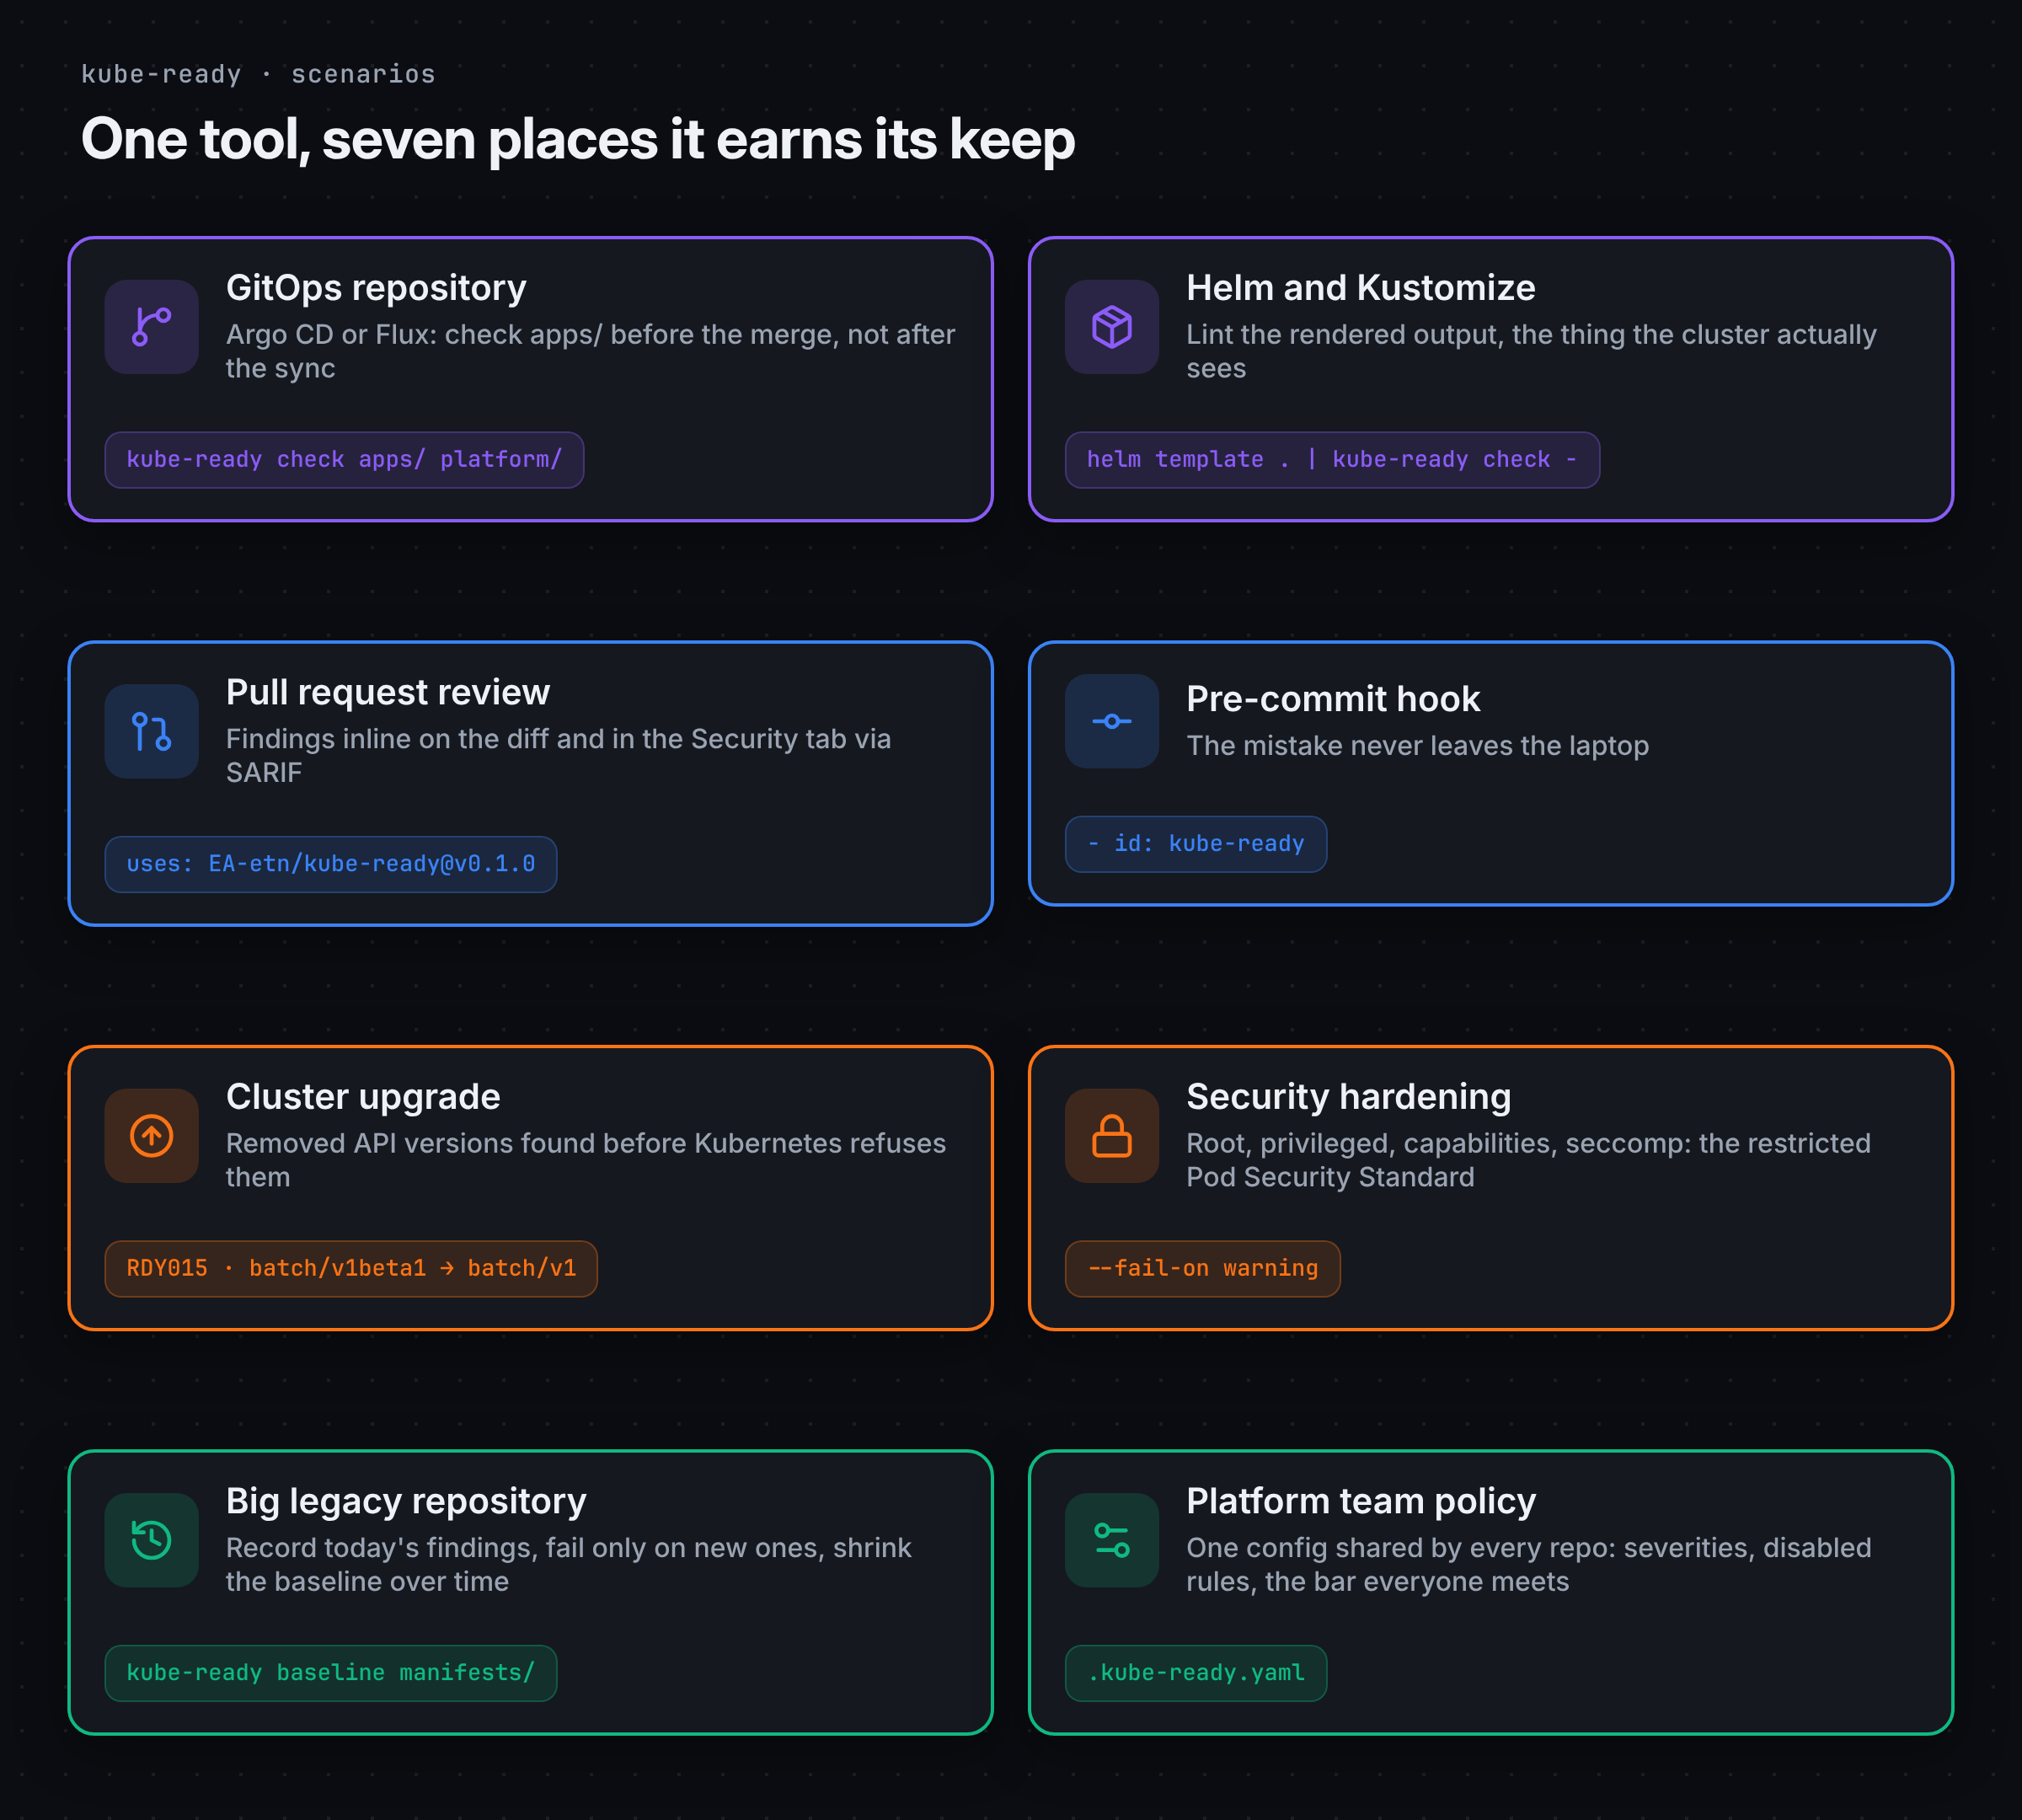 kube-ready · scenarios
One tool, seven places it earns its keep
GitOps repository
Argo CD or Flux: check apps/ before the merge, not after
the sync
kube-ready check apps/ platform/
Helm and Kustomize
Lint the rendered output, the thing the cluster actually
sees
helm template . | kube-ready check -
Pull request review
Findings inline on the diff and in the Security tab via
SARIF
uses: EA-etn/kube-ready@v0.1.0
Pre-commit hook
The mistake never leaves the laptop
- id: kube-ready
Cluster upgrade
Removed API versions found before Kubernetes refuses
them
RDY015 · batch/v1beta1 → batch/v1
Security hardening
Root, privileged, capabilities, seccomp: the restricted
Pod Security Standard
--fail-on warning
Big legacy repository
Record today's findings, fail only on new ones, shrink
the baseline over time
kube-ready baseline manifests/
Platform team policy
One config shared by every repo: severities, disabled
rules, the bar everyone meets
.kube-ready.yaml